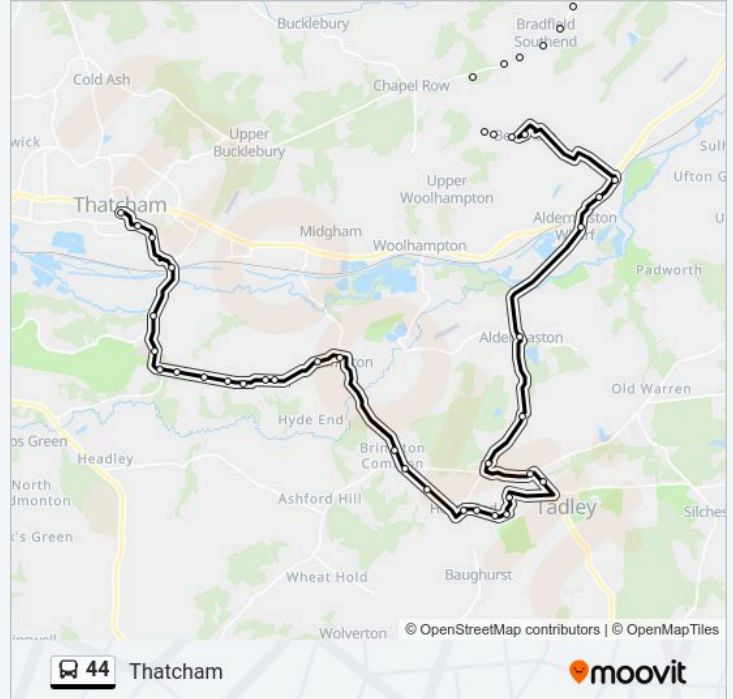 Bucklebury
Bradfield
Southend
Cold Ash
Chapel Row
wick
Upper
Bucklebury
Be
Sulh
Upper
Woolhampton
Ufton G
Thatcham
Midgham
Woolhampton
Aldermaston
Wharf
Padworth
Aldermaston
Old Warren
Hyde End
ps Green
Headley
Brimpton
Common
North
dmonton
Ashford Hill
Tadley
Silches
k's Green
Wheat Hold
Baughurst
Wolverton
© OpenStreetMap contributors | © OpenMapTiles
44 Thatcham
moovit